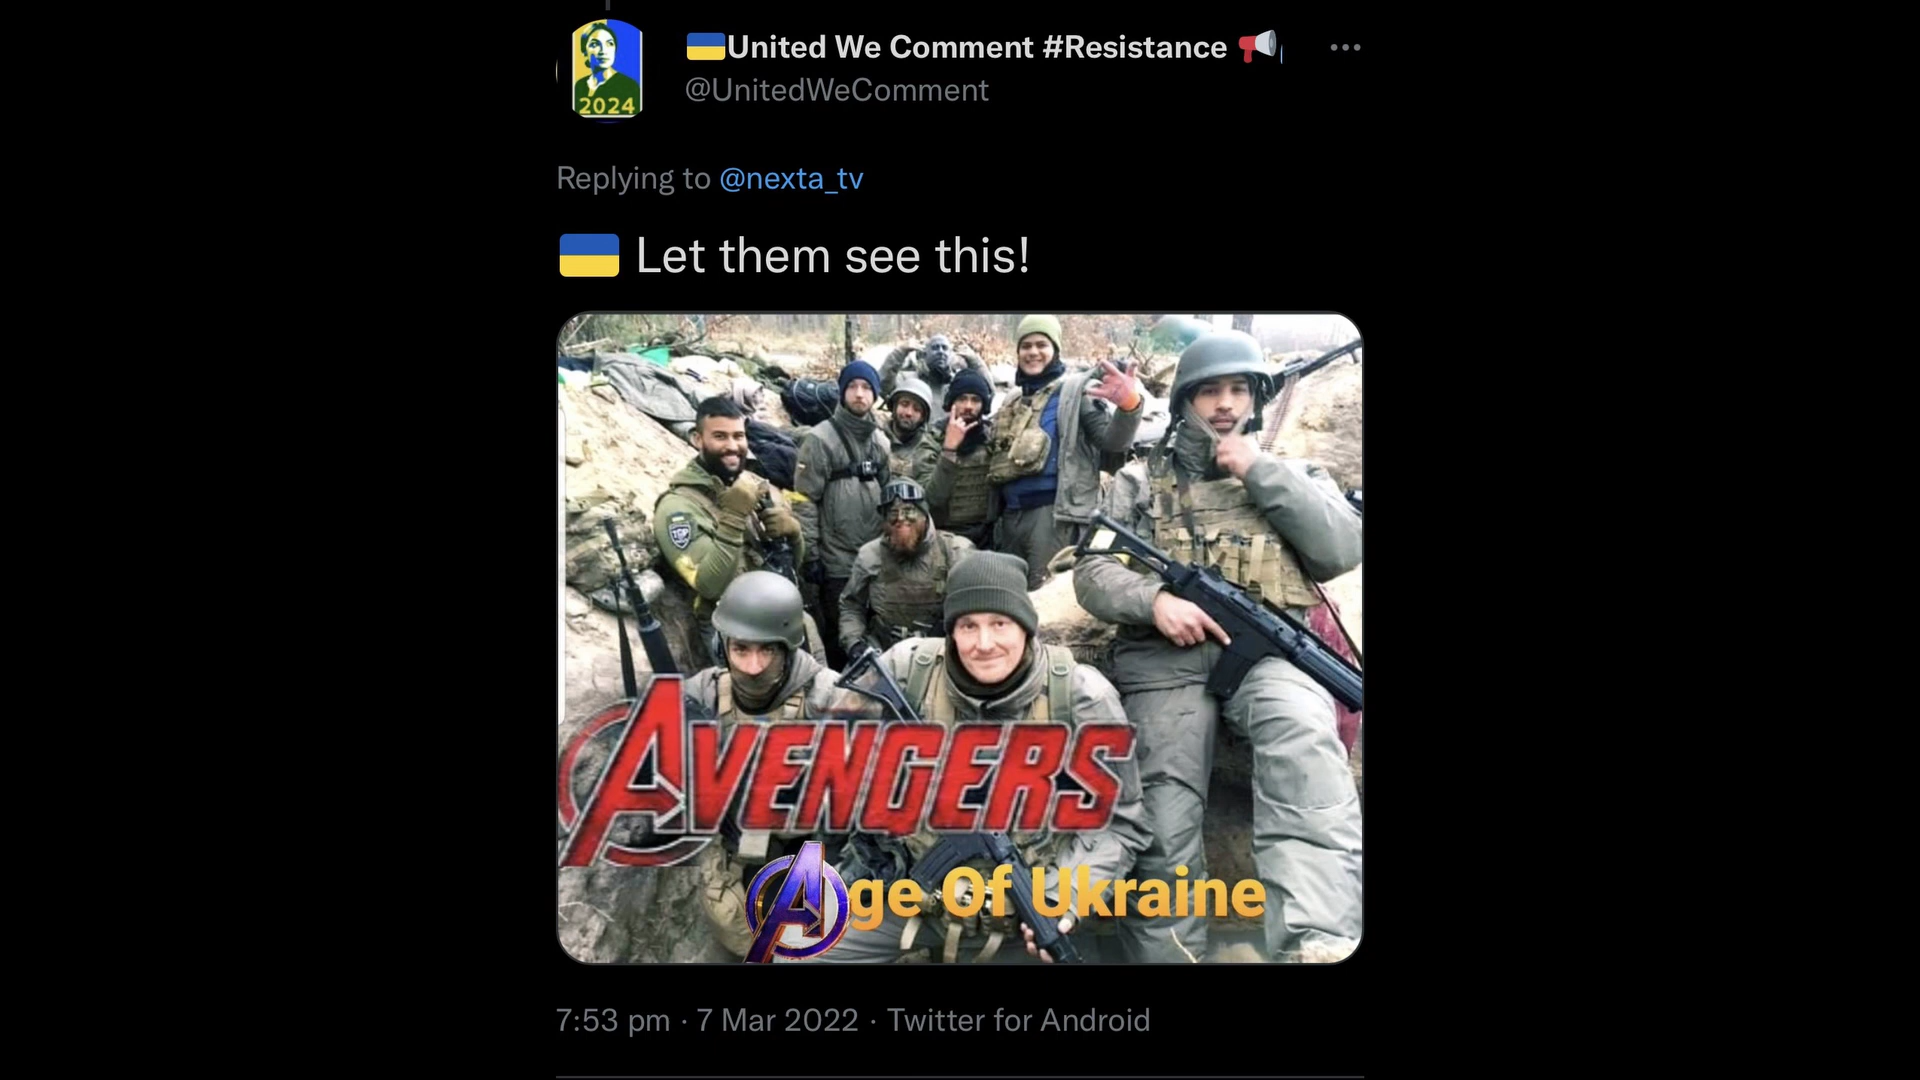 2024
🇺🇦United We Comment #Resistance 📢
@UnitedWeComment
Replying to @nexta_tv
🇺🇦 Let them see this!
AVENGERS
Age Of Ukraine
7:53 pm · 7 Mar 2022 · Twitter for Android